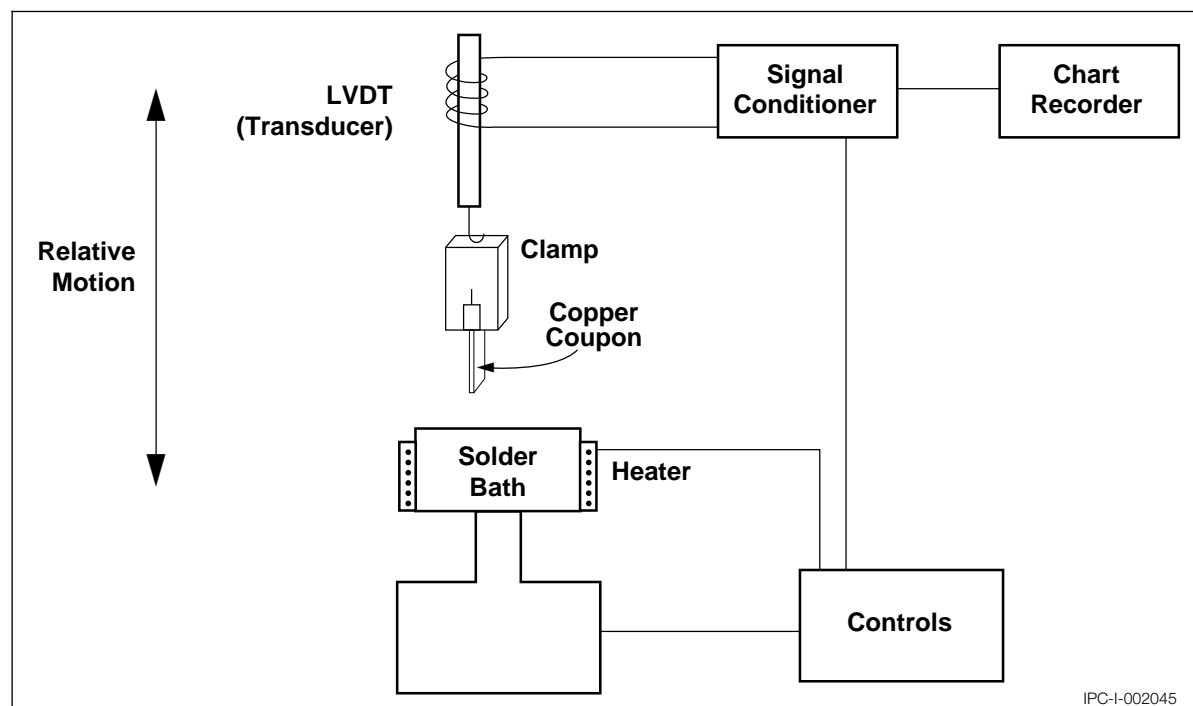 LVDT
(Transducer)
Signal
Conditioner
Chart
Recorder
Relative
Motion
Clamp
Copper
Coupon
Solder
Bath
Heater
Controls
IPC-I-002045